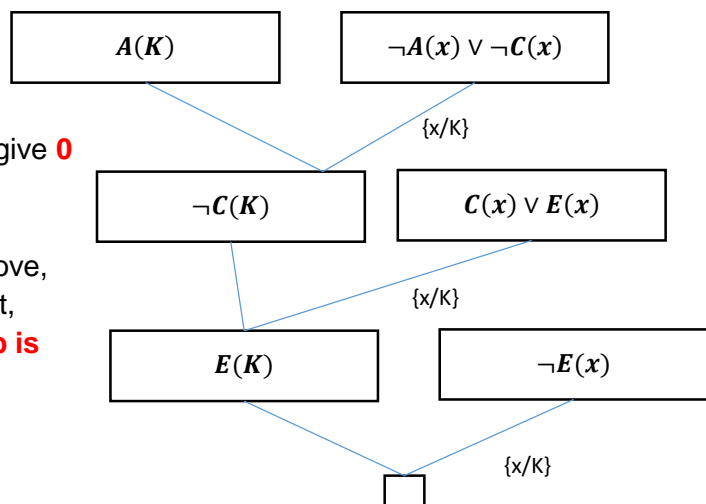 A(K)
¬A(x) ∨ ¬C(x)
{x/K}
give 0
¬C(K)
C(x) ∨ E(x)
ove,
{x/K}
t,
o is
E(K)
¬E(x)
{x/K}